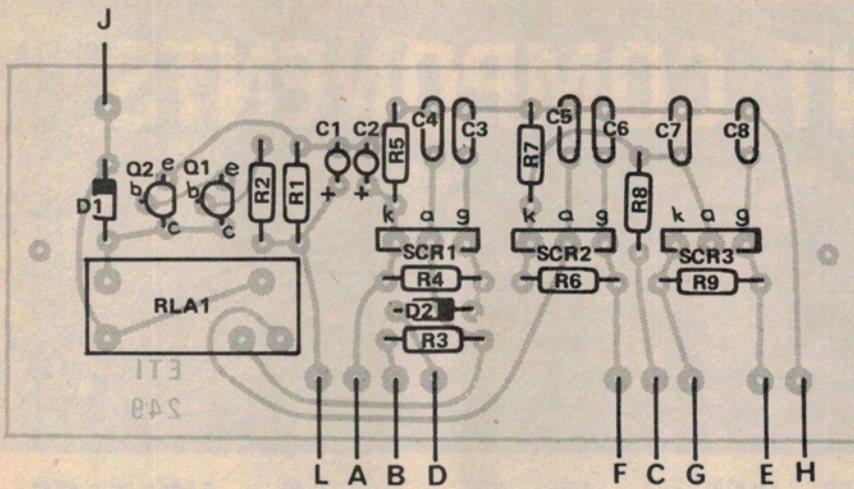 J
C1 C2 R5 C4 C3 R7 C5 C6 C7 C8
Q2 e Q1 e
b b
D1 c c R2 R1 + + R8
k a g k a g k a g
SCR1 SCR2 SCR3
R4 R6 R9
RLA1 D2
R3
ETI
249
L A B D F C G E H